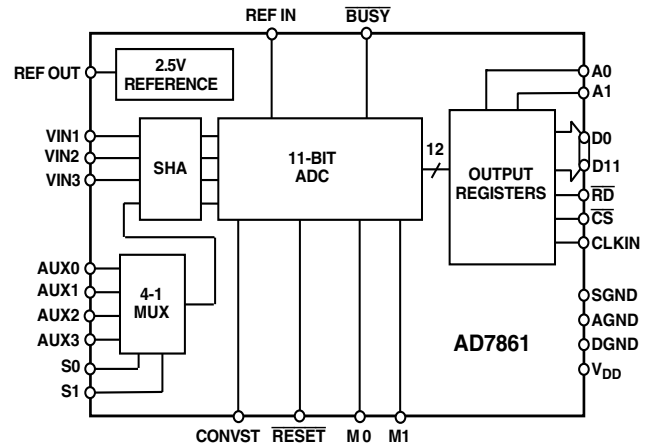 REF IN
BUSY
REF OUT
2.5V
REFERENCE
A0
A1
VIN1
VIN2
VIN3
SHA
11-BIT
ADC
12
OUTPUT
REGISTERS
D0
D11
RD
CS
CLKIN
AUX0
AUX1
AUX2
AUX3
4-1
MUX
S0
S1
SGND
AGND
DGND
VDD
AD7861
CONVST
RESET
M0
M1